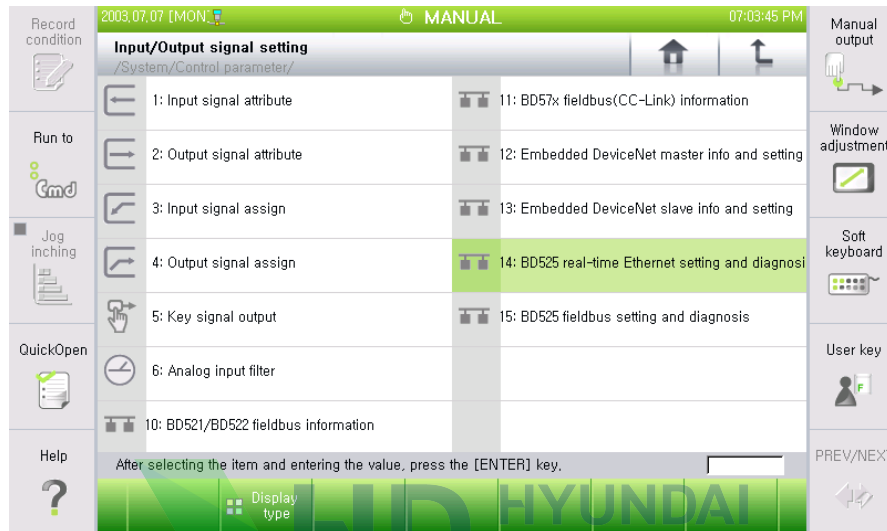 Record
condition
Run to
Cmd
Jog
inching
QuickOpen
Help
?
2003,07,07 [MON]
MANUAL
07:03:45 PM
Input/Output signal setting
/System/Control parameter/
1: Input signal attribute
2: Output signal attribute
3: Input signal assign
4: Output signal assign
5: Key signal output
6: Analog input filter
10: BD521/BD522 fieldbus information
11: BD57x fieldbus(CC-Link) information
12: Embedded DeviceNet master info and setting
13: Embedded DeviceNet slave info and setting
14: BD525 real-time Ethernet setting and diagnosi
15: BD525 fieldbus setting and diagnosis
After selecting the item and entering the value, press the [ENTER] key,
Display
type
HD HYUNDAI
Manual
output
Window
adjustment
Soft
keyboard
User key
F
PREV/NEX